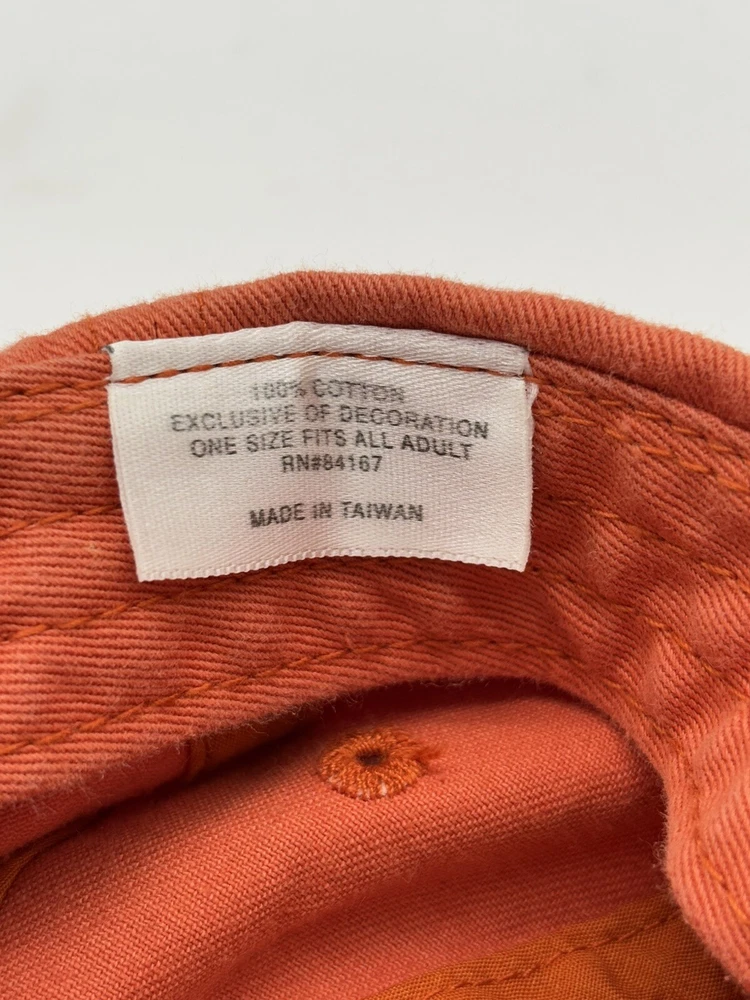 100% COTTON
EXCLUSIVE OF DECORATION
ONE SIZE FITS ALL ADULT
RN#84167
MADE IN TAIWAN